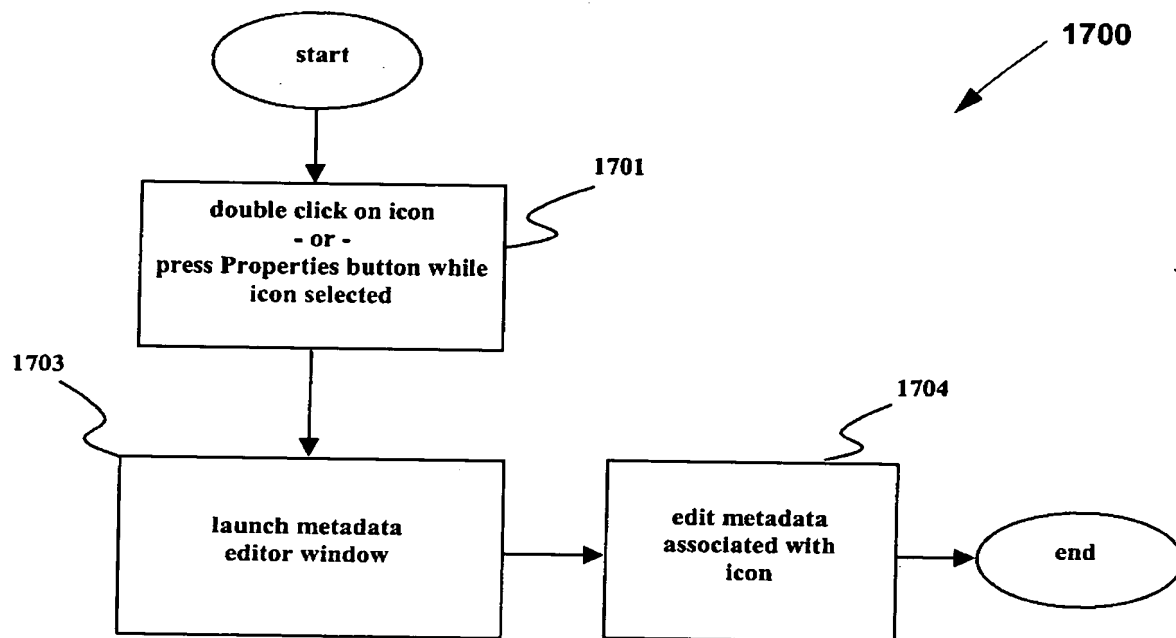 start
1700
1701
double click on icon
- or -
press Properties button while
icon selected
1703
1704
launch metadata
editor window
edit metadata
associated with
icon
end